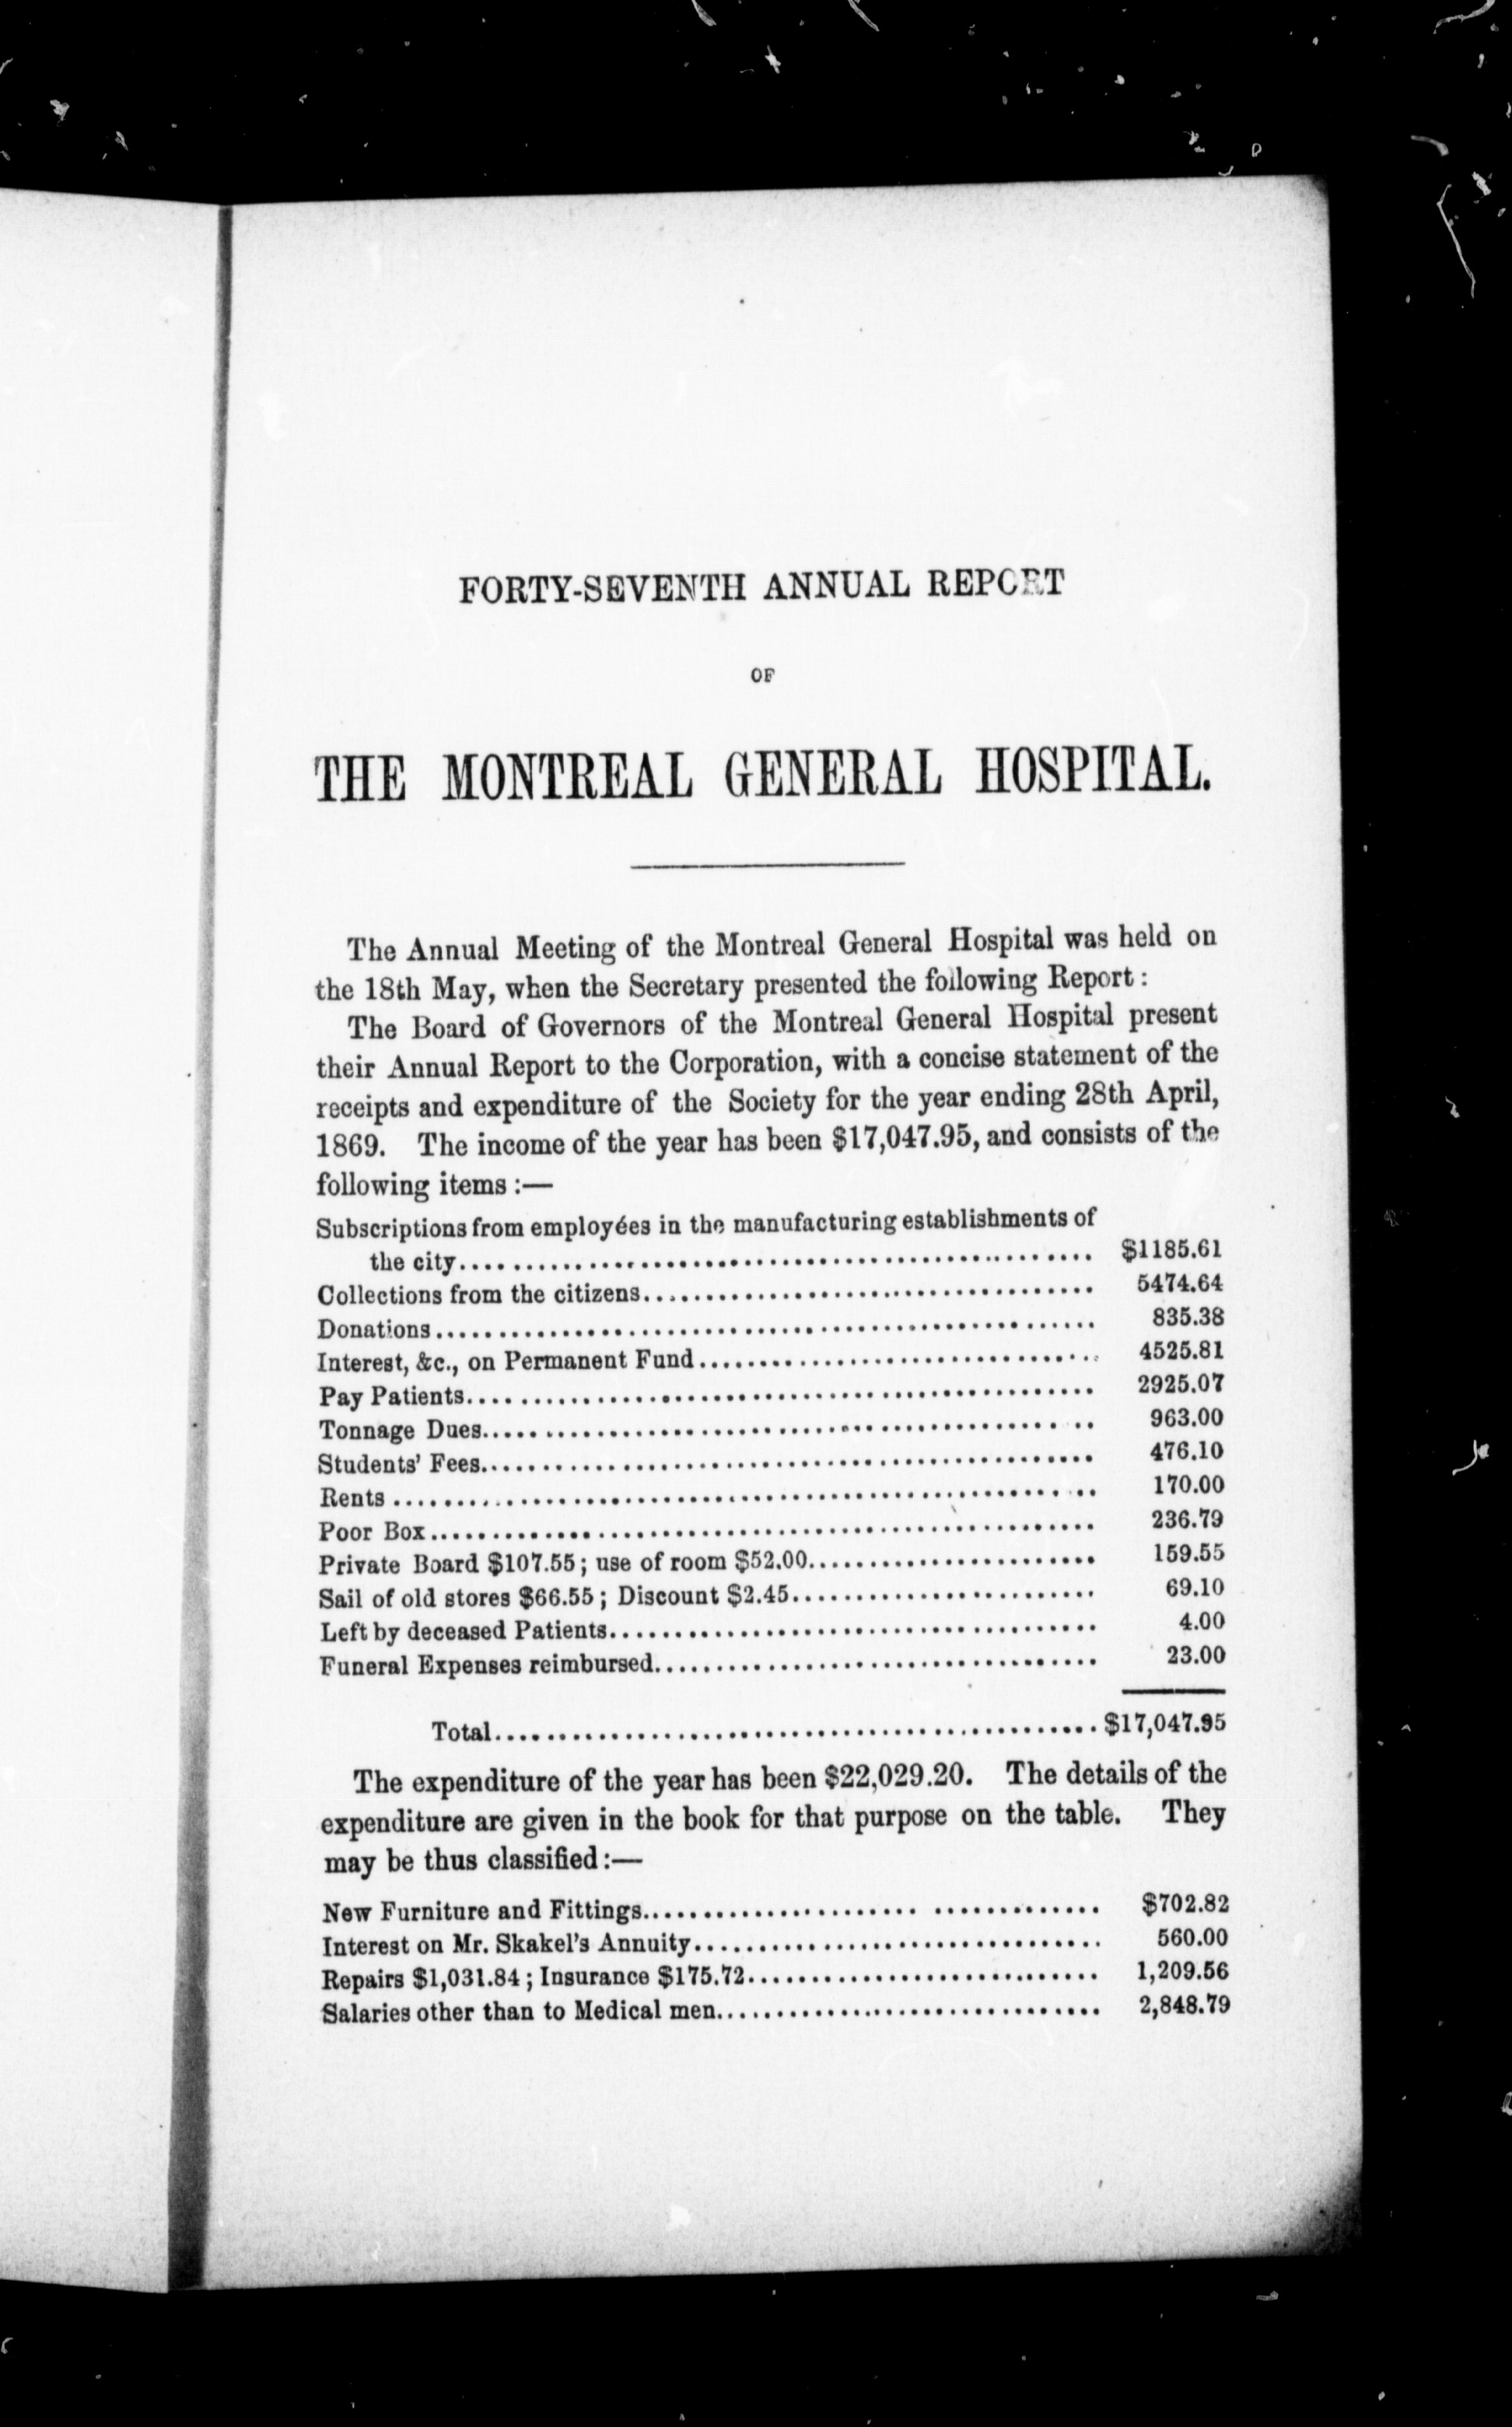 FORTY-SEVENTH ANNUAL REPORT
OF
THE MONTREAL GENERAL HOSPITAL.
The Annual Meeting of the Montreal General Hospital was held on
the 18th May, when the Secretary presented the following Report:
The Board of Governors of the Montreal General Hospital present
their Annual Report to the Corporation, with a concise statement of the
receipts and expenditure of the Society for the year ending 28th April,
1869. The income of the year has been $17,047.95, and consists of the
following items:—
Subscriptions from employées in the manufacturing establishments of
the city........ $1185.61
Collections from the citizens........ 5474.64
Donations........ 835.38
Interest, &c., on Permanent Fund........ 4525.81
Pay Patients........ 2925.07
Tonnage Dues........ 963.00
Students' Fees........ 476.10
Rents........ 170.00
Poor Box........ 236.79
Private Board $107.55; use of room $52.00........ 159.55
Sail of old stores $66.55; Discount $2.45........ 69.10
Left by deceased Patients........ 4.00
Funeral Expenses reimbursed........ 23.00
Total........ $17,047.95
The expenditure of the year has been $22,029.20. The details of the
expenditure are given in the book for that purpose on the table. They
may be thus classified:—
New Furniture and Fittings........ $702.82
Interest on Mr. Skakel's Annuity........ 560.00
Repairs $1,031.84; Insurance $175.72........ 1,209.56
Salaries other than to Medical men........ 2,848.79